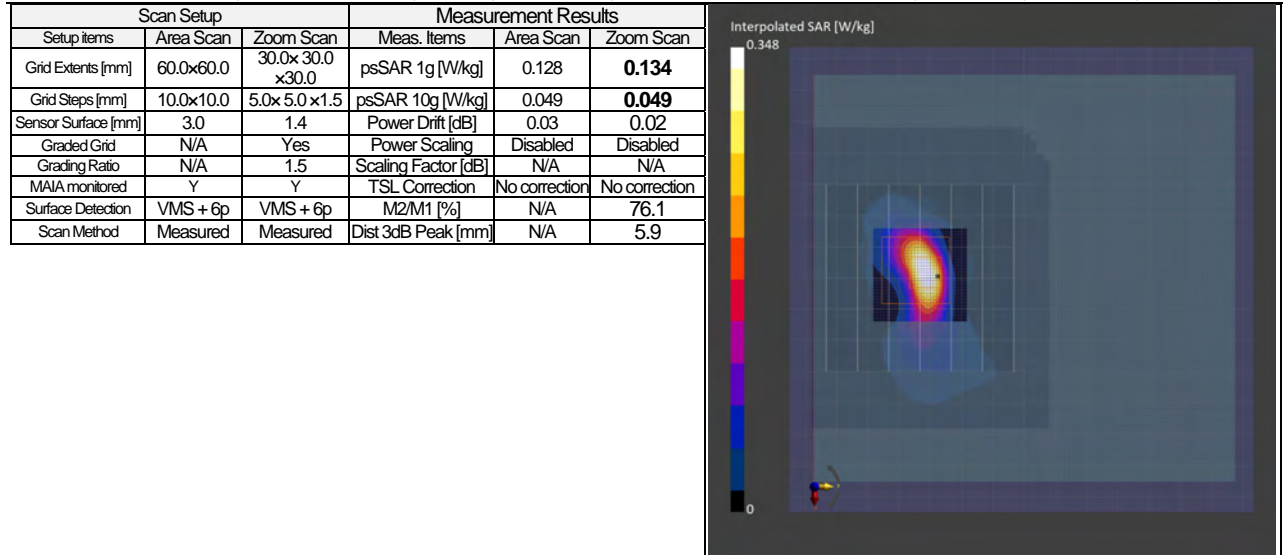 Scan Setup Measurement Results
Setup items Area Scan Zoom Scan Meas. Items Area Scan Zoom Scan
Grid Extents [mm] 60.0×60.0 30.0× 30.0 ×30.0 psSAR 1g [W/kg] 0.128 0.134
Grid Steps [mm] 10.0×10.0 5.0× 5.0 ×1.5 psSAR 10g [W/kg] 0.049 0.049
Sensor Surface [mm] 3.0 1.4 Power Drift [dB] 0.03 0.02
Graded Grid N/A Yes Power Scaling Disabled Disabled
Grading Ratio N/A 1.5 Scaling Factor [dB] N/A N/A
MAIA monitored Y Y TSL Correction No correction No correction
Surface Detection VMS + 6p VMS + 6p M2/M1 [%] N/A 76.1
Scan Method Measured Measured Dist 3dB Peak [mm] N/A 5.9
Interpolated SAR [W/kg]
0.348
0